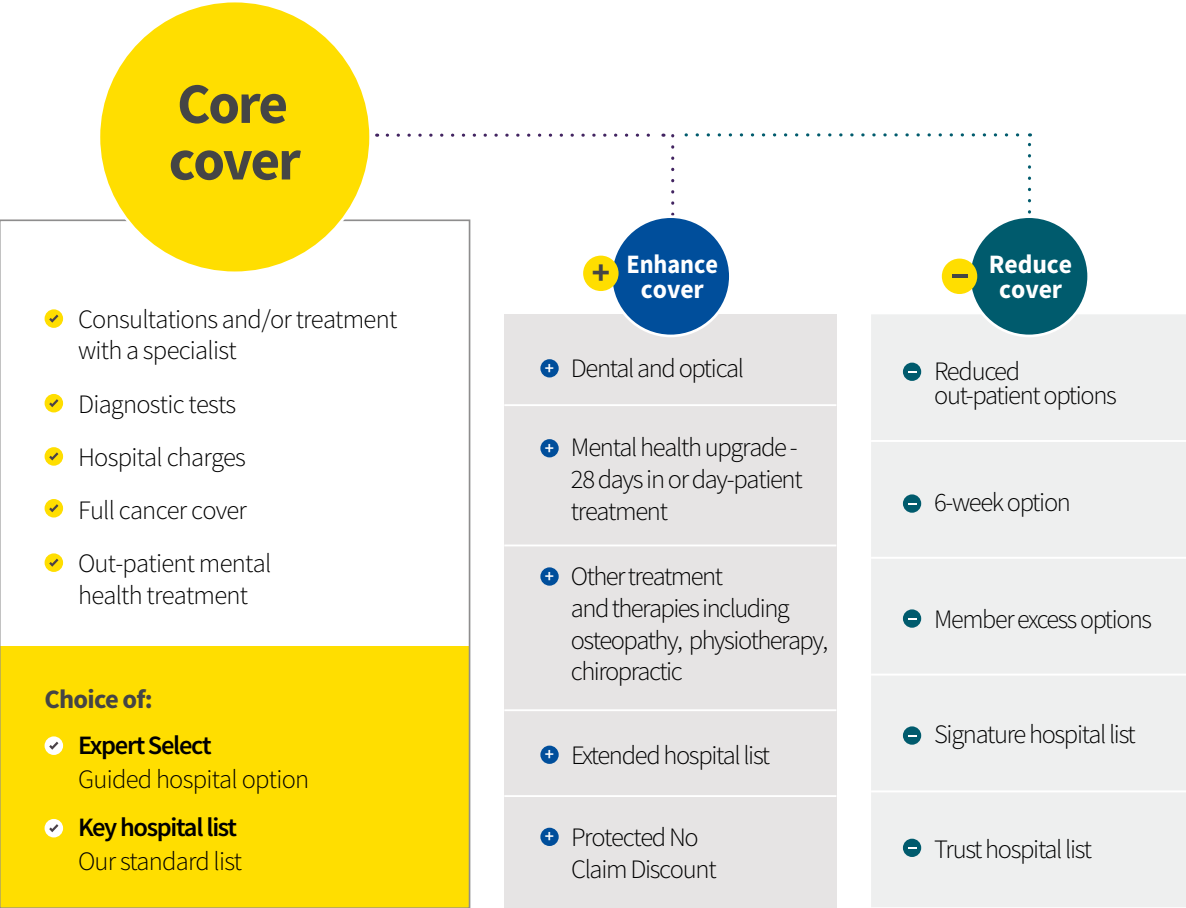 Core
cover
Consultations and/or treatment
with a specialist
Diagnostic tests
Hospital charges
Full cancer cover
Out-patient mental
health treatment
Choice of:
Expert Select
Guided hospital option
Key hospital list
Our standard list
+
Enhance
cover
Dental and optical
Mental health upgrade -
28 days in or day-patient
treatment
Other treatment
and therapies including
osteopathy, physiotherapy,
chiropractic
Extended hospital list
Protected No
Claim Discount
−
Reduce
cover
Reduced
out-patient options
6-week option
Member excess options
Signature hospital list
Trust hospital list